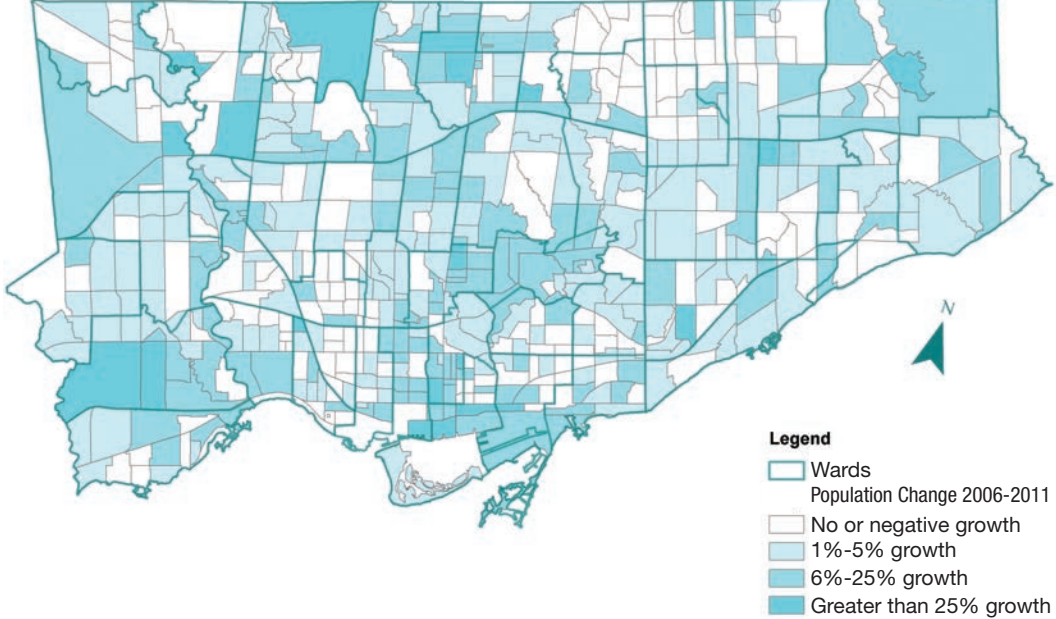 N
Legend
Wards
Population Change 2006-2011
No or negative growth
1%-5% growth
6%-25% growth
Greater than 25% growth